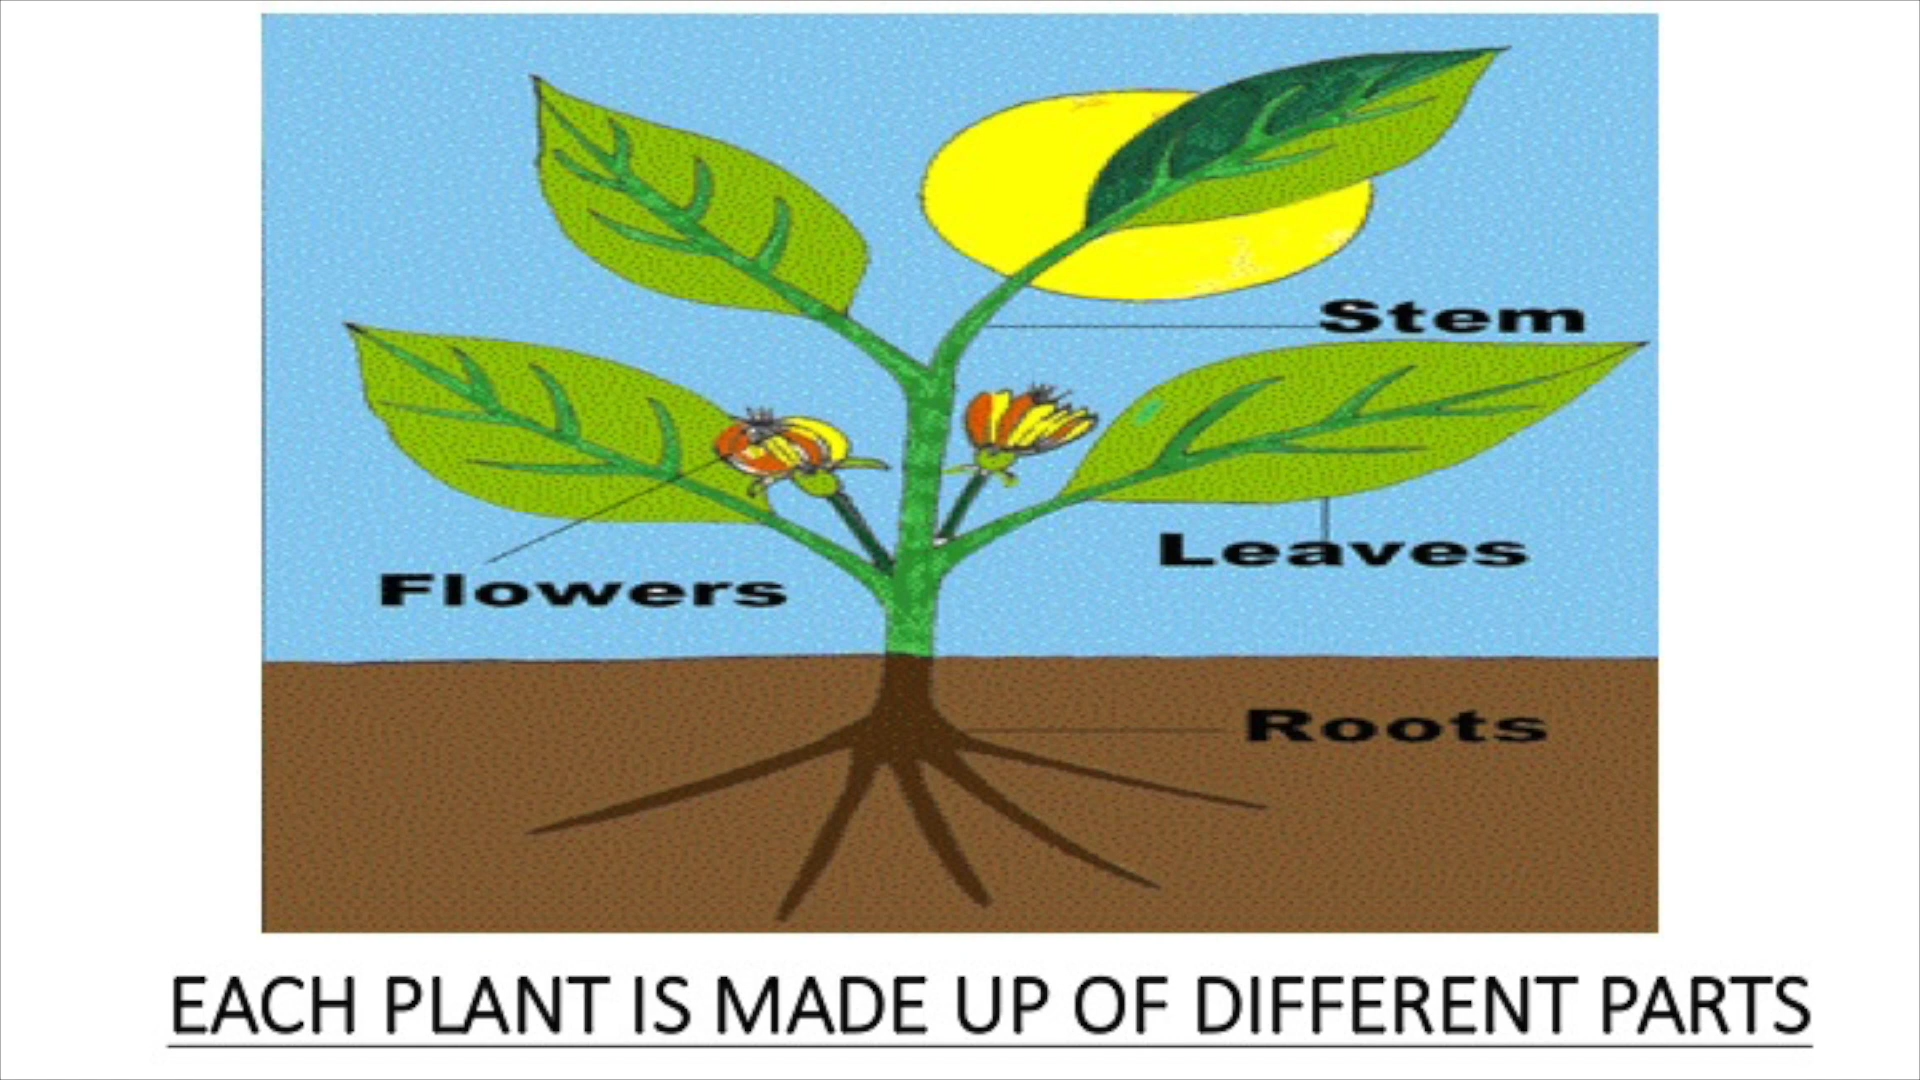 Stem
Leaves
Flowers
Roots
EACH PLANT IS MADE UP OF DIFFERENT PARTS